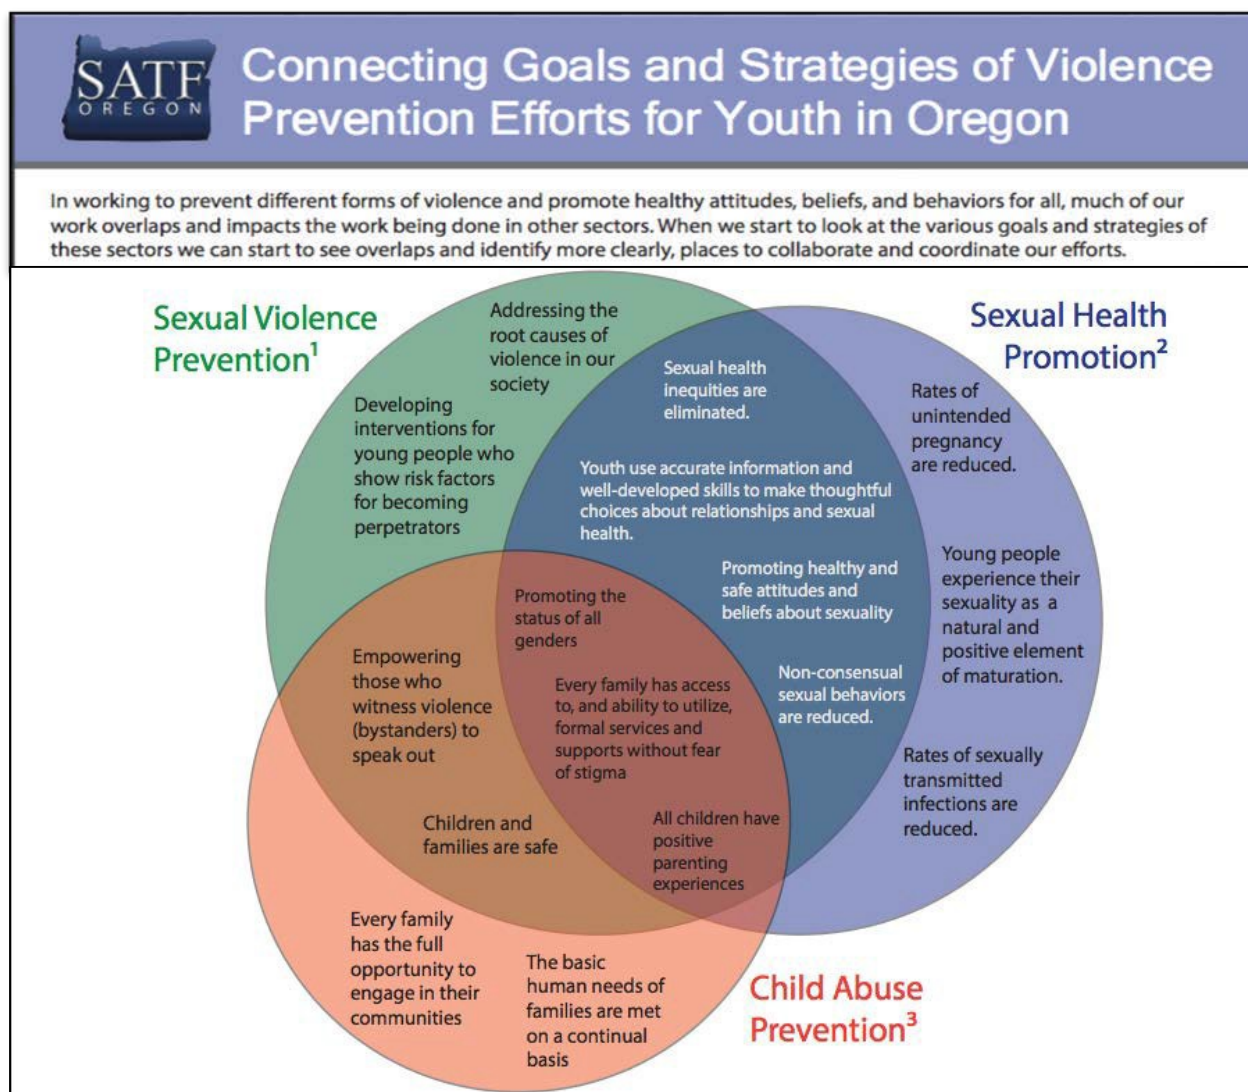 SATF
OREGON
Connecting Goals and Strategies of Violence
Prevention Efforts for Youth in Oregon
In working to prevent different forms of violence and promote healthy attitudes, beliefs, and behaviors for all, much of our
work overlaps and impacts the work being done in other sectors. When we start to look at the various goals and strategies of
these sectors we can start to see overlaps and identify more clearly, places to collaborate and coordinate our efforts.
Sexual Violence
Prevention¹
Sexual Health
Promotion²
Addressing the
root causes of
violence in our
society
Developing
interventions for
young people who
show risk factors
for becoming
perpetrators
Sexual health
inequities are
eliminated.
Youth use accurate information and
well-developed skills to make thoughtful
choices about relationships and sexual
health.
Promoting healthy and
safe attitudes and
beliefs about sexuality
Non-consensual
sexual behaviors
are reduced.
Rates of
unintended
pregnancy
are reduced.
Young people
experience their
sexuality as a
natural and
positive element
of maturation.
Rates of sexually
transmitted
infections are
reduced.
Promoting the
status of all
genders
Every family has access
to, and ability to utilize,
formal services and
supports without fear
of stigma
All children have
positive
parenting
experiences
Empowering
those who
witness violence
(bystanders) to
speak out
Children and
families are safe
Every family
has the full
opportunity to
engage in their
communities
The basic
human needs of
families are met
on a continual
basis
Child Abuse
Prevention³